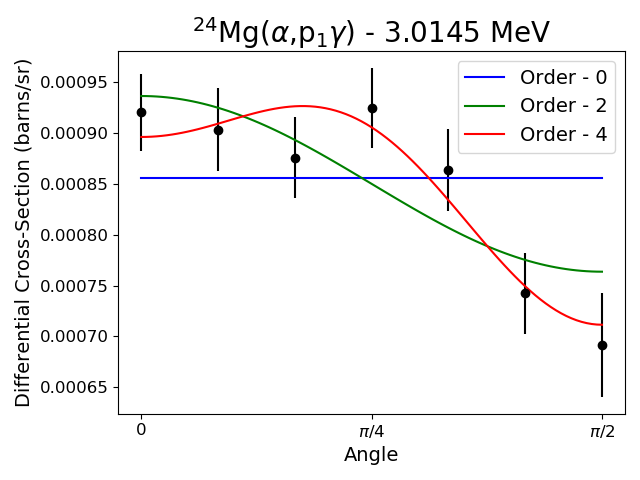 ²⁴Mg(α,p₁γ) - 3.0145 MeV
Differential Cross-Section (barns/sr)
0.00095
0.00090
0.00085
0.00080
0.00075
0.00070
0.00065
Order - 0
Order - 2
Order - 4
0 π/4 π/2
Angle